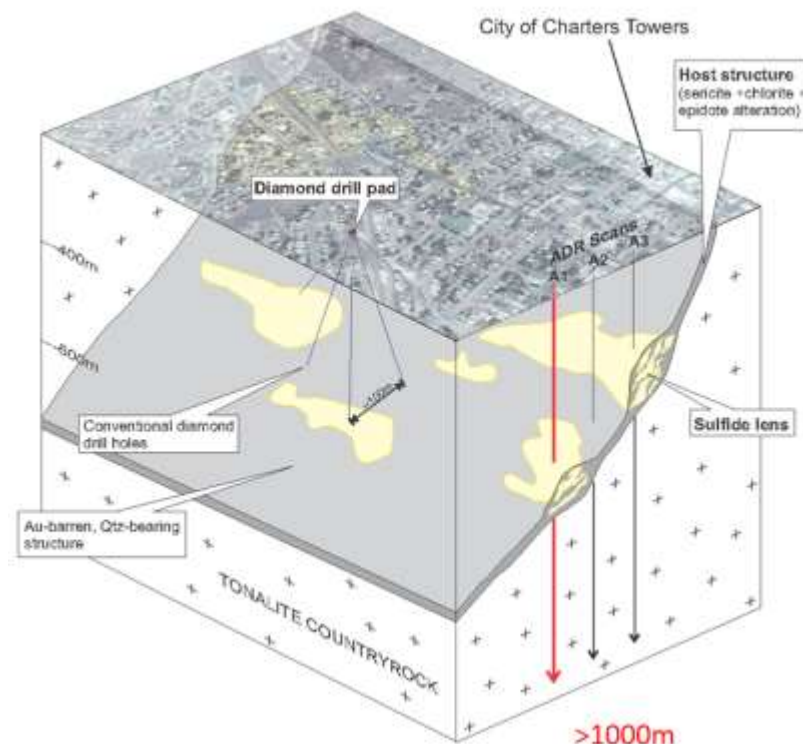 City of Charters Towers
Host structure
(sericite +chlorite +
epidote alteration)
Diamond drill pad
ADR Scans
A1
A2
A3
400m
-600m
~100m
Conventional diamond
drill holes
Sulfide lens
Au-barren, Qtz-bearing
structure
TONALITE COUNTRYROCK
>1000m